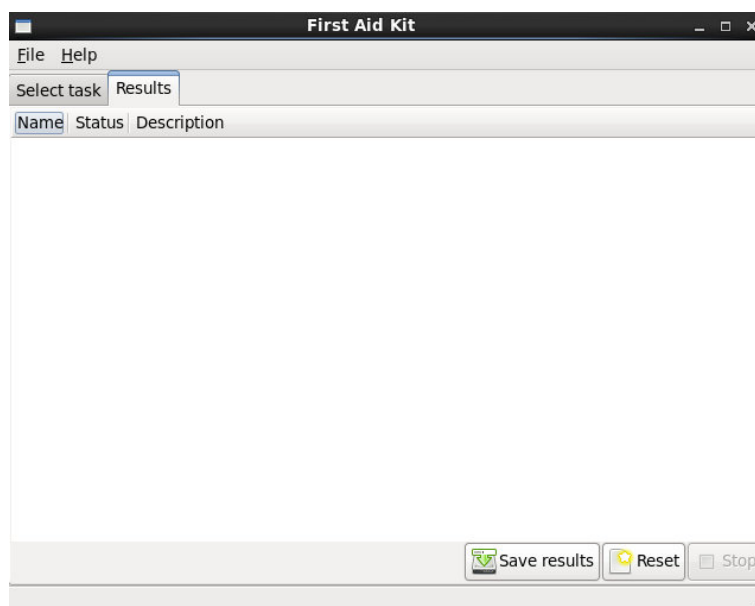 First Aid Kit
File Help
Select task Results
Name Status Description
Save results Reset Stop